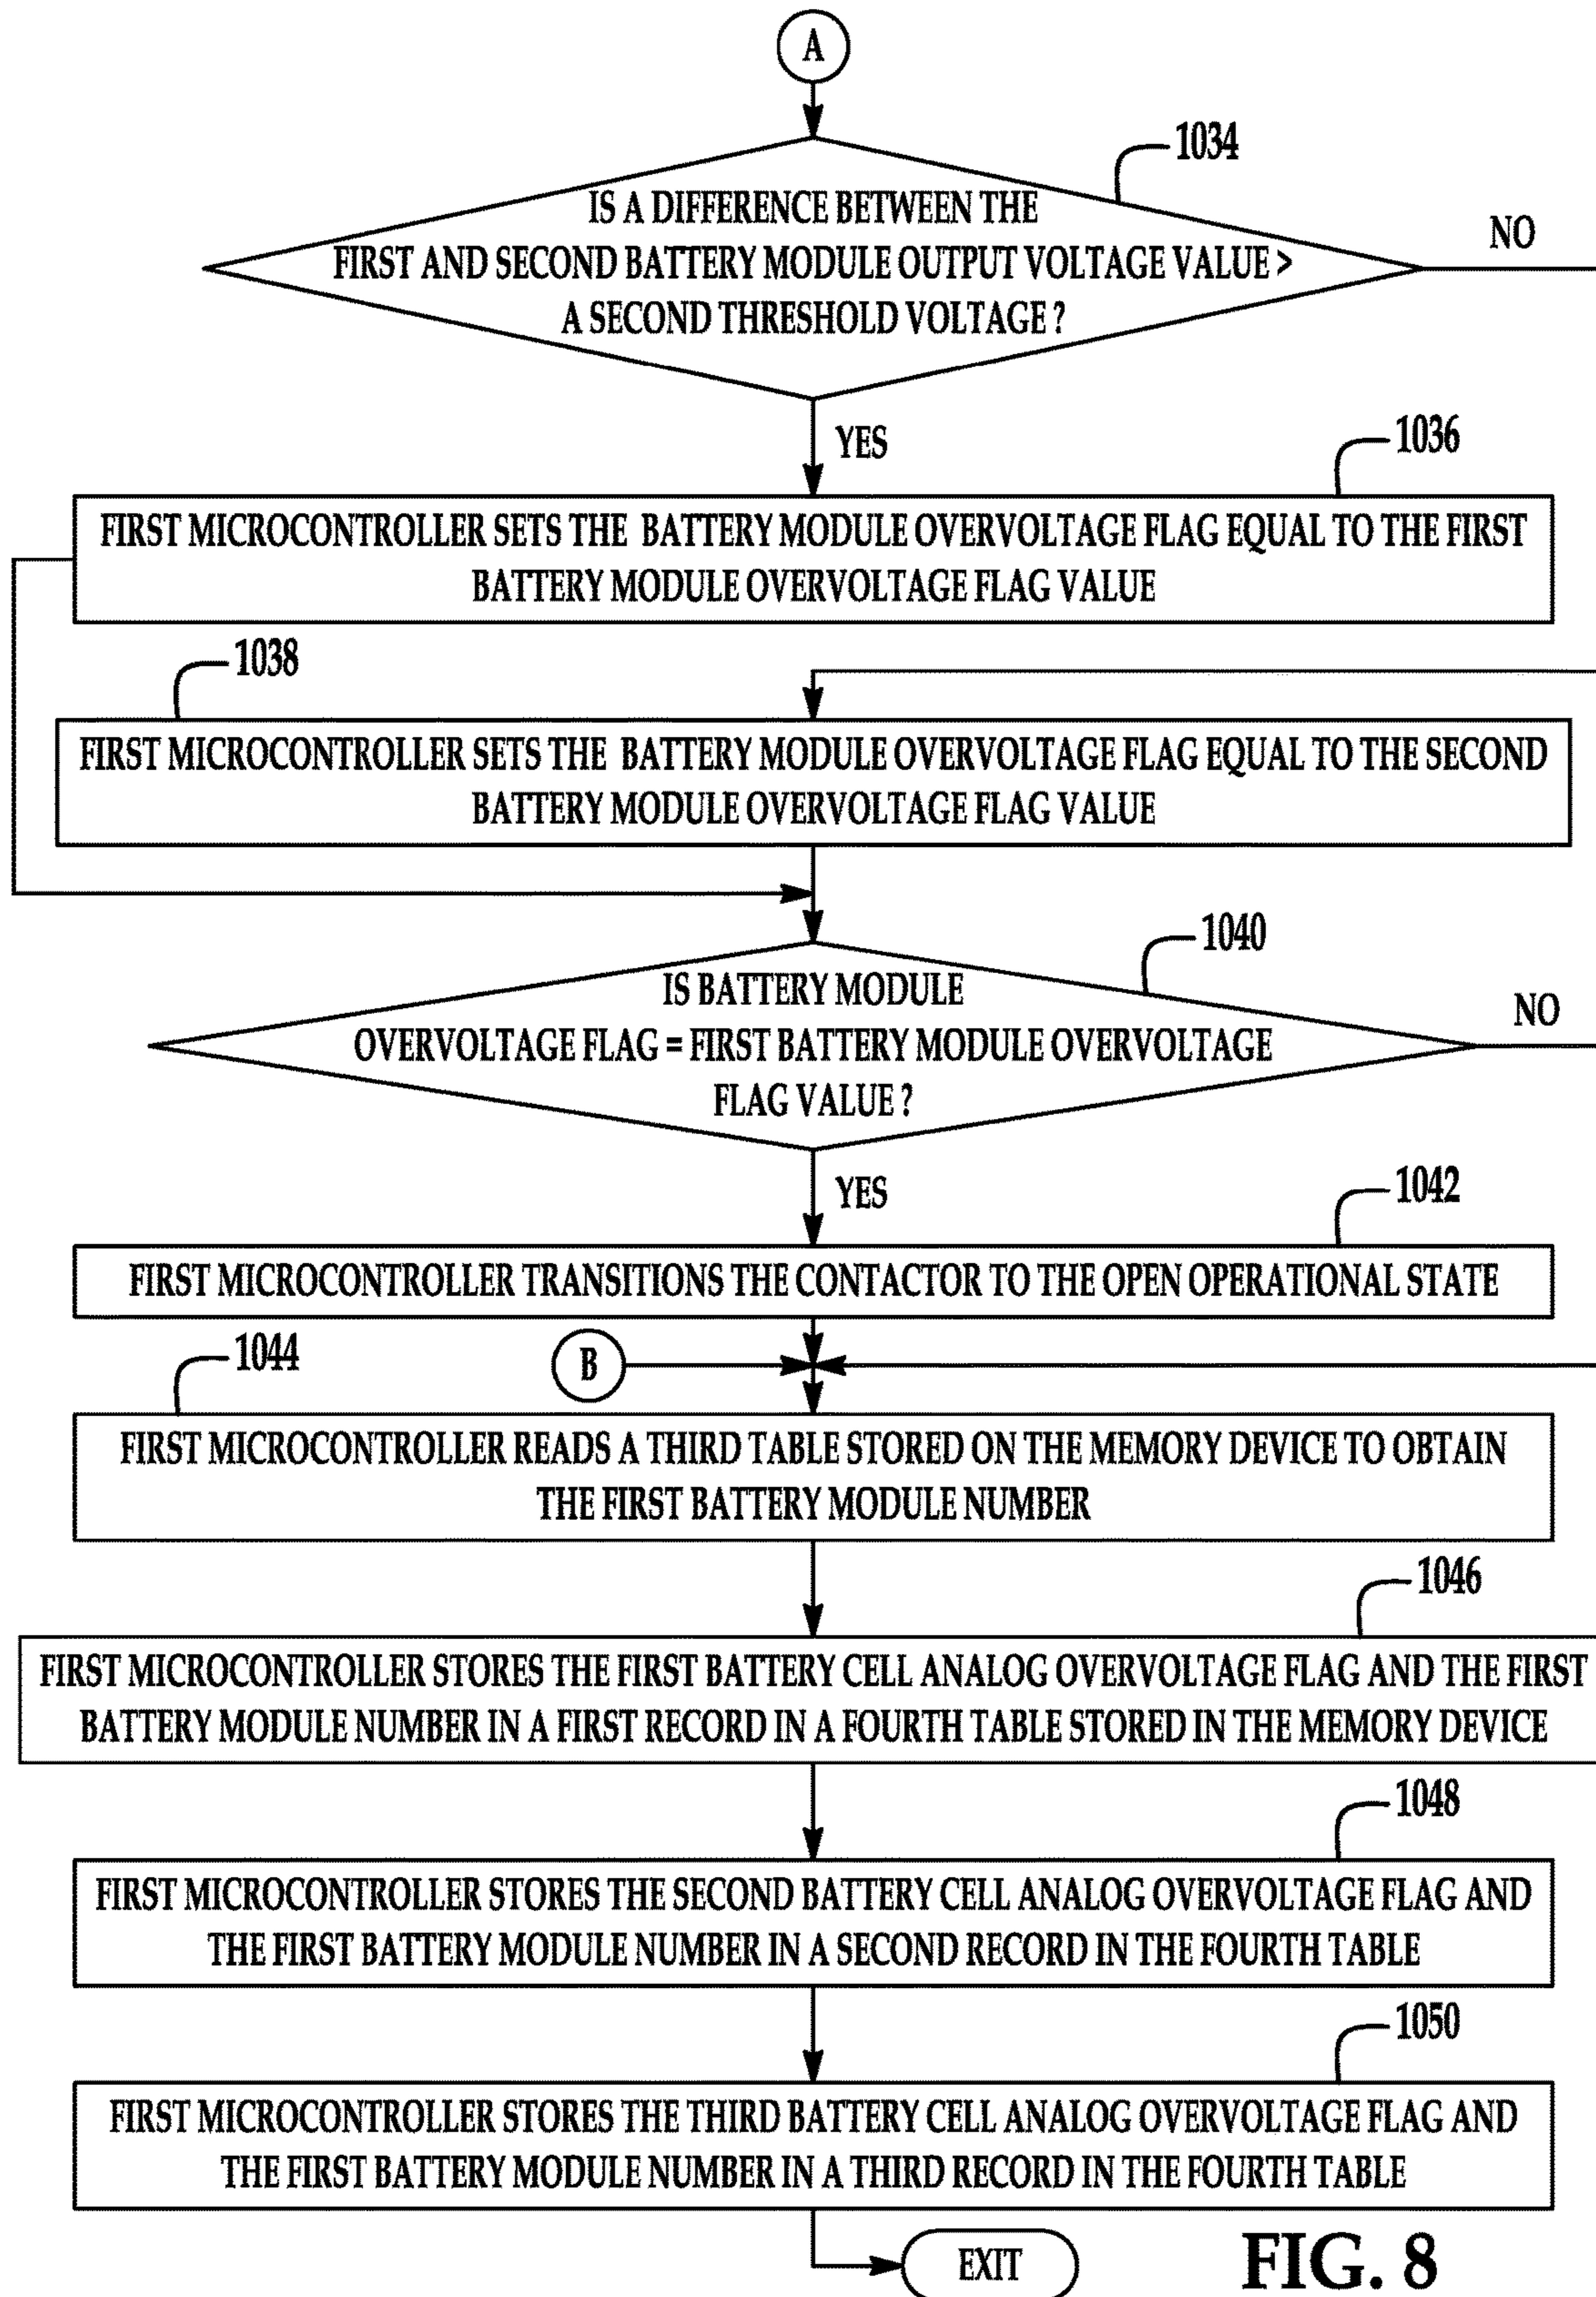 A
1034
IS A DIFFERENCE BETWEEN THE
FIRST AND SECOND BATTERY MODULE OUTPUT VOLTAGE VALUE >
A SECOND THRESHOLD VOLTAGE ?
NO
YES
1036
FIRST MICROCONTROLLER SETS THE BATTERY MODULE OVERVOLTAGE FLAG EQUAL TO THE FIRST
BATTERY MODULE OVERVOLTAGE FLAG VALUE
1038
FIRST MICROCONTROLLER SETS THE BATTERY MODULE OVERVOLTAGE FLAG EQUAL TO THE SECOND
BATTERY MODULE OVERVOLTAGE FLAG VALUE
1040
IS BATTERY MODULE
OVERVOLTAGE FLAG = FIRST BATTERY MODULE OVERVOLTAGE
FLAG VALUE ?
NO
YES
1042
FIRST MICROCONTROLLER TRANSITIONS THE CONTACTOR TO THE OPEN OPERATIONAL STATE
B
1044
FIRST MICROCONTROLLER READS A THIRD TABLE STORED ON THE MEMORY DEVICE TO OBTAIN
THE FIRST BATTERY MODULE NUMBER
1046
FIRST MICROCONTROLLER STORES THE FIRST BATTERY CELL ANALOG OVERVOLTAGE FLAG AND THE FIRST
BATTERY MODULE NUMBER IN A FIRST RECORD IN A FOURTH TABLE STORED IN THE MEMORY DEVICE
1048
FIRST MICROCONTROLLER STORES THE SECOND BATTERY CELL ANALOG OVERVOLTAGE FLAG AND
THE FIRST BATTERY MODULE NUMBER IN A SECOND RECORD IN THE FOURTH TABLE
1050
FIRST MICROCONTROLLER STORES THE THIRD BATTERY CELL ANALOG OVERVOLTAGE FLAG AND
THE FIRST BATTERY MODULE NUMBER IN A THIRD RECORD IN THE FOURTH TABLE
EXIT
FIG. 8